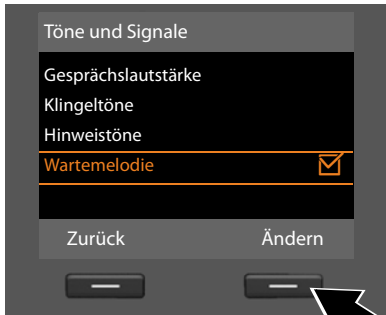 Töne und Signale
Gesprächslautstärke
Klingeltöne
Hinweistöne
Wartemelodie
Zurück Ändern